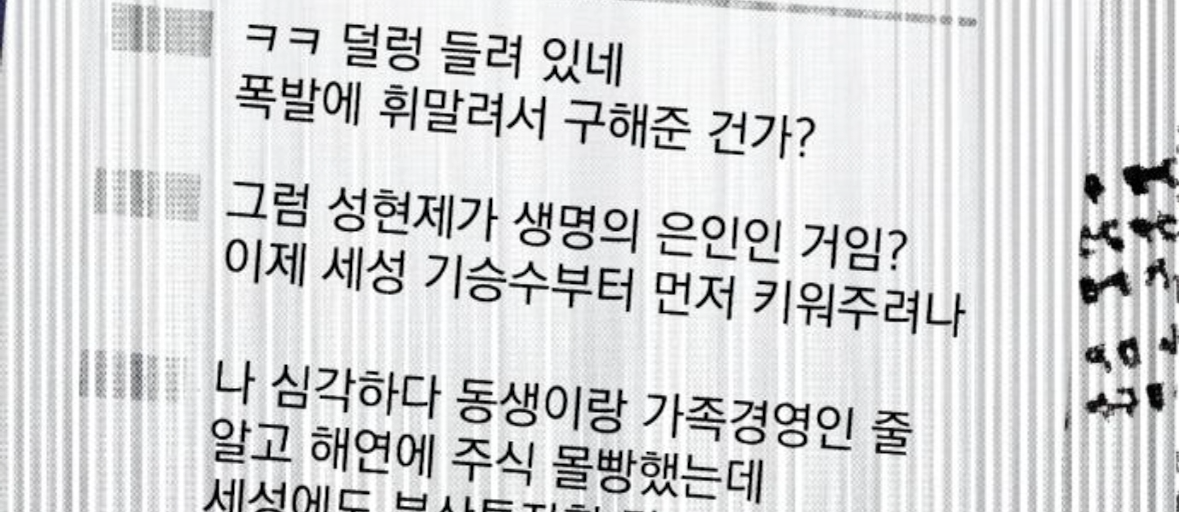 ㅋㅋ 덜렁 들려 있네
폭발에 휘말려서 구해준 건가?
그럼 성현제가 생명의 은인인 거임?
이제 세성 기승수부터 먼저 키워주려나
나 심각하다 동생이랑 가족경영인 줄
알고 해연에 주식 몰빵했는데
세성에도